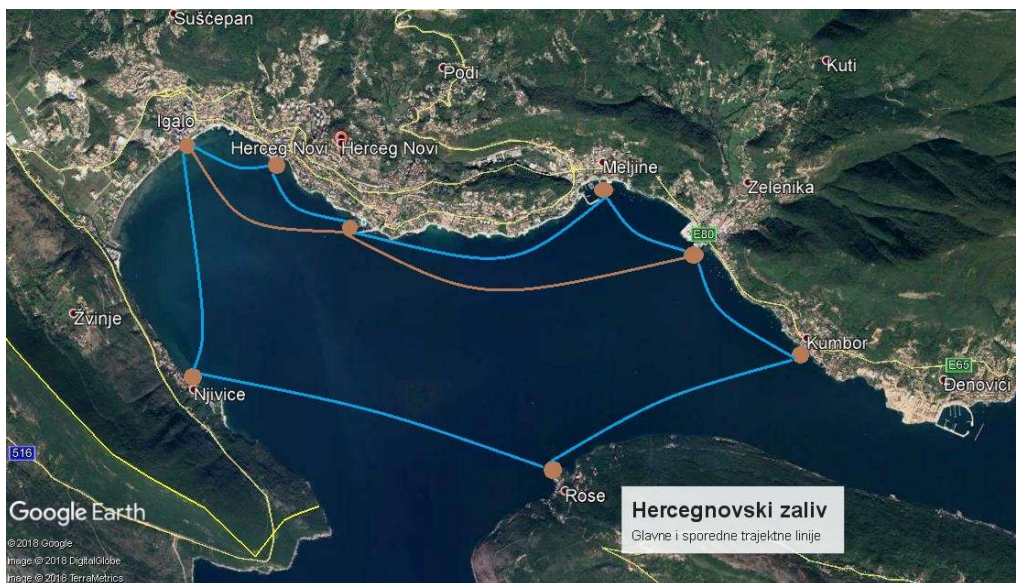 Sušćepan
Podi
Kuti
Igalo
Herceg Novi
Herceg Novi
Meljine
Zelenika
E80
Žvinje
Kumbor
E65
Đenovići
Njivice
516
Rose
Hercegnovski zaliv
Glavne i sporedne trajektne linije
Google Earth
© 2018 Google
Image © 2018 DigitalGlobe
Image © 2018 TerraMetrics